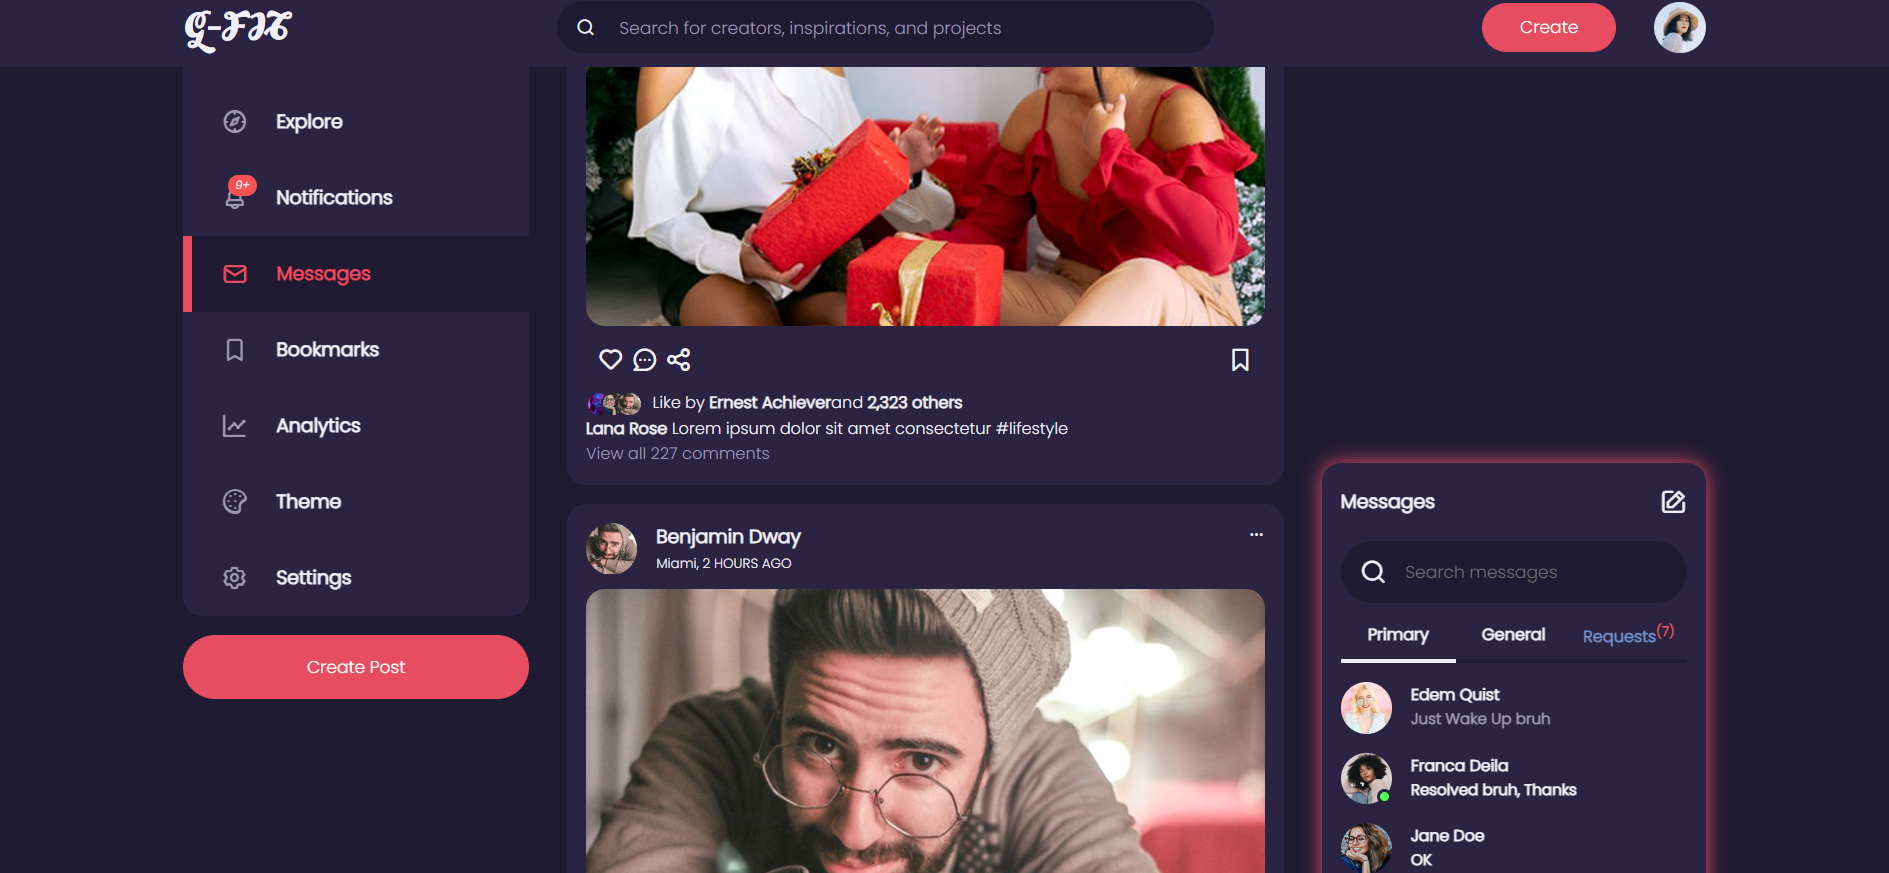 G-FIT
Search for creators, inspirations, and projects
Create
Explore
9+
Notifications
Messages
Bookmarks
Analytics
Theme
Settings
Create Post
Like by Ernest Achieverand 2,323 others
Lana Rose Lorem ipsum dolor sit amet consectetur #lifestyle
View all 227 comments
Benjamin Dway
Miami, 2 HOURS AGO
Messages
Search messages
Primary General Requests(7)
Edem Quist
Just Wake Up bruh
Franca Deila
Resolved bruh, Thanks
Jane Doe
OK